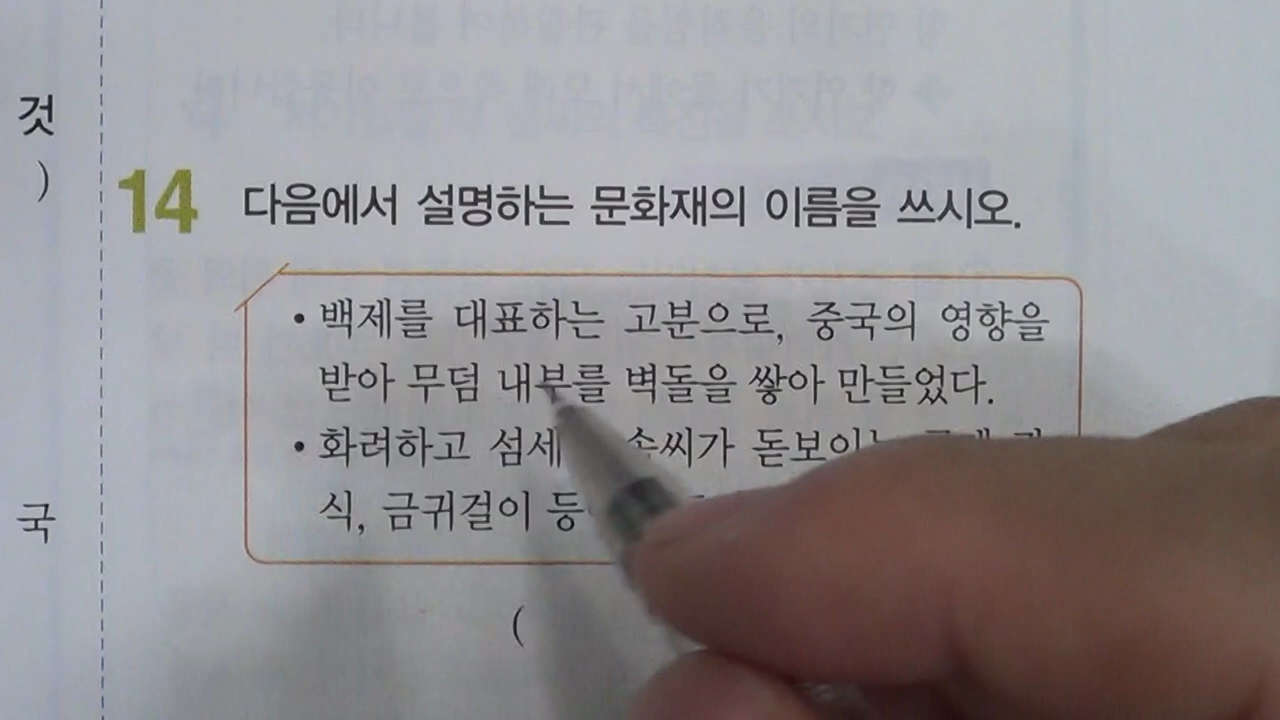 것
)
국
14 다음에서 설명하는 문화재의 이름을 쓰시오.
• 백제를 대표하는 고분으로, 중국의 영향을
받아 무덤 내부를 벽돌을 쌓아 만들었다.
• 화려하고 섬세 솜씨가
식, 금귀걸이 등
(